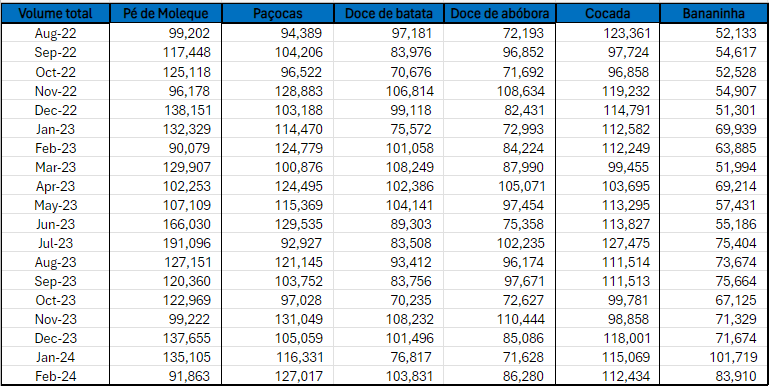 Volume total Pé de Moleque Paçocas Doce de batata Doce de abóbora Cocada Bananinha
Aug-22 99,202 94,389 97,181 72,193 123,361 52,133
Sep-22 117,448 104,206 83,976 96,852 97,724 54,617
Oct-22 125,118 96,522 70,676 71,692 96,858 52,528
Nov-22 96,178 128,883 106,814 108,634 119,232 54,907
Dec-22 138,151 103,188 99,118 82,431 114,791 51,301
Jan-23 132,329 114,470 75,572 72,993 112,582 69,939
Feb-23 90,079 124,779 101,058 84,224 112,249 63,885
Mar-23 129,907 100,876 108,249 87,990 99,455 51,994
Apr-23 102,253 124,495 102,386 105,071 103,695 69,214
May-23 107,109 115,369 104,141 97,454 113,295 57,431
Jun-23 166,030 129,535 89,303 75,358 113,827 55,186
Jul-23 191,096 92,927 83,508 102,235 127,475 75,404
Aug-23 127,151 121,145 93,412 96,174 111,514 73,674
Sep-23 120,360 103,752 83,756 97,671 111,513 75,664
Oct-23 122,969 97,028 70,235 72,627 99,781 67,125
Nov-23 99,222 131,049 108,232 110,444 98,858 71,329
Dec-23 137,655 105,059 101,496 85,086 118,001 71,674
Jan-24 135,105 116,331 76,817 71,628 115,069 101,719
Feb-24 91,863 127,017 103,831 86,280 112,434 83,910